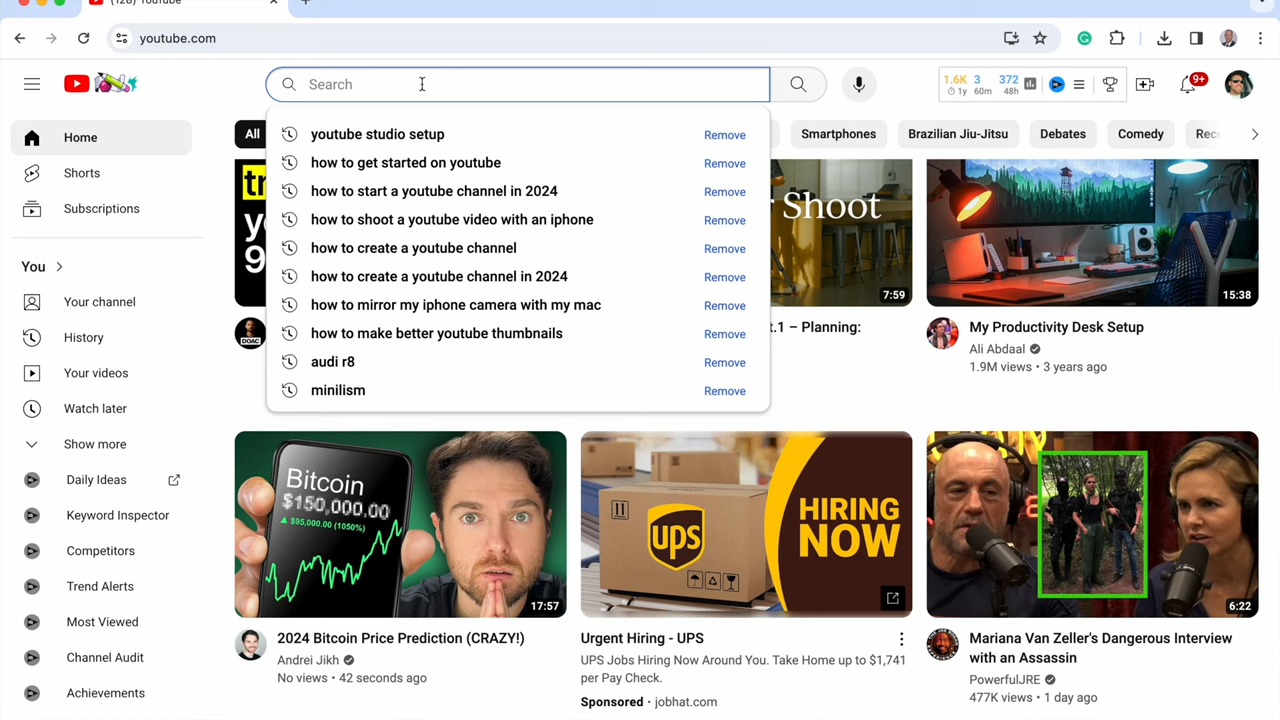 (128) YouTube
youtube.com
Search
1.6K 3 372
1y 60m 48h
9+
Home
Shorts
Subscriptions
You
Your channel
History
Your videos
Watch later
Show more
Daily Ideas
Keyword Inspector
Competitors
Trend Alerts
Most Viewed
Channel Audit
Achievements
All
Smartphones
Brazilian Jiu-Jitsu
Debates
Comedy
youtube studio setup Remove
how to get started on youtube Remove
how to start a youtube channel in 2024 Remove
how to shoot a youtube video with an iphone Remove
how to create a youtube channel Remove
how to create a youtube channel in 2024 Remove
how to mirror my iphone camera with my mac Remove
how to make better youtube thumbnails Remove
audi r8 Remove
minilism Remove
DOAC
Shoot
7:59
t.1 – Planning:
15:38
My Productivity Desk Setup
Ali Abdaal
1.9M views • 3 years ago
Bitcoin
$150,000.00
▲ $95,000.00 (1050%)
17:57
2024 Bitcoin Price Prediction (CRAZY!)
Andrei Jikh
No views • 42 seconds ago
ups
HIRING
NOW
Urgent Hiring - UPS
UPS Jobs Hiring Now Around You. Take Home up to $1,741
per Pay Check.
Sponsored · jobhat.com
6:22
Mariana Van Zeller's Dangerous Interview
with an Assassin
PowerfulJRE
477K views • 1 day ago